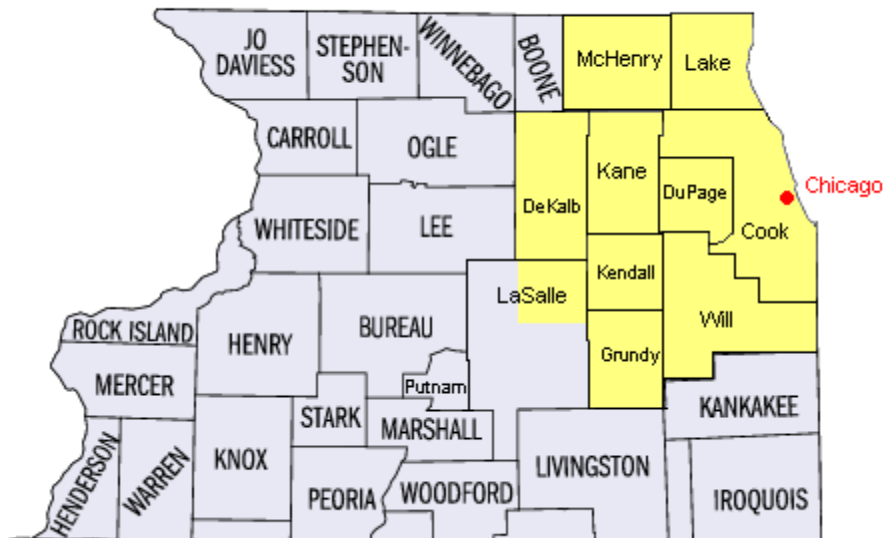 JO
DAVIESS
STEPHEN-
SON
WINNEBAGO
BOONE
McHenry
Lake
CARROLL
OGLE
Kane
DeKalb
DuPage
Chicago
Cook
WHITESIDE
LEE
Kendall
LaSalle
Will
ROCK ISLAND
HENRY
BUREAU
Grundy
MERCER
Putnam
KANKAKEE
STARK
MARSHALL
HENDERSON
WARREN
KNOX
LIVINGSTON
PEORIA
WOODFORD
IROQUOIS